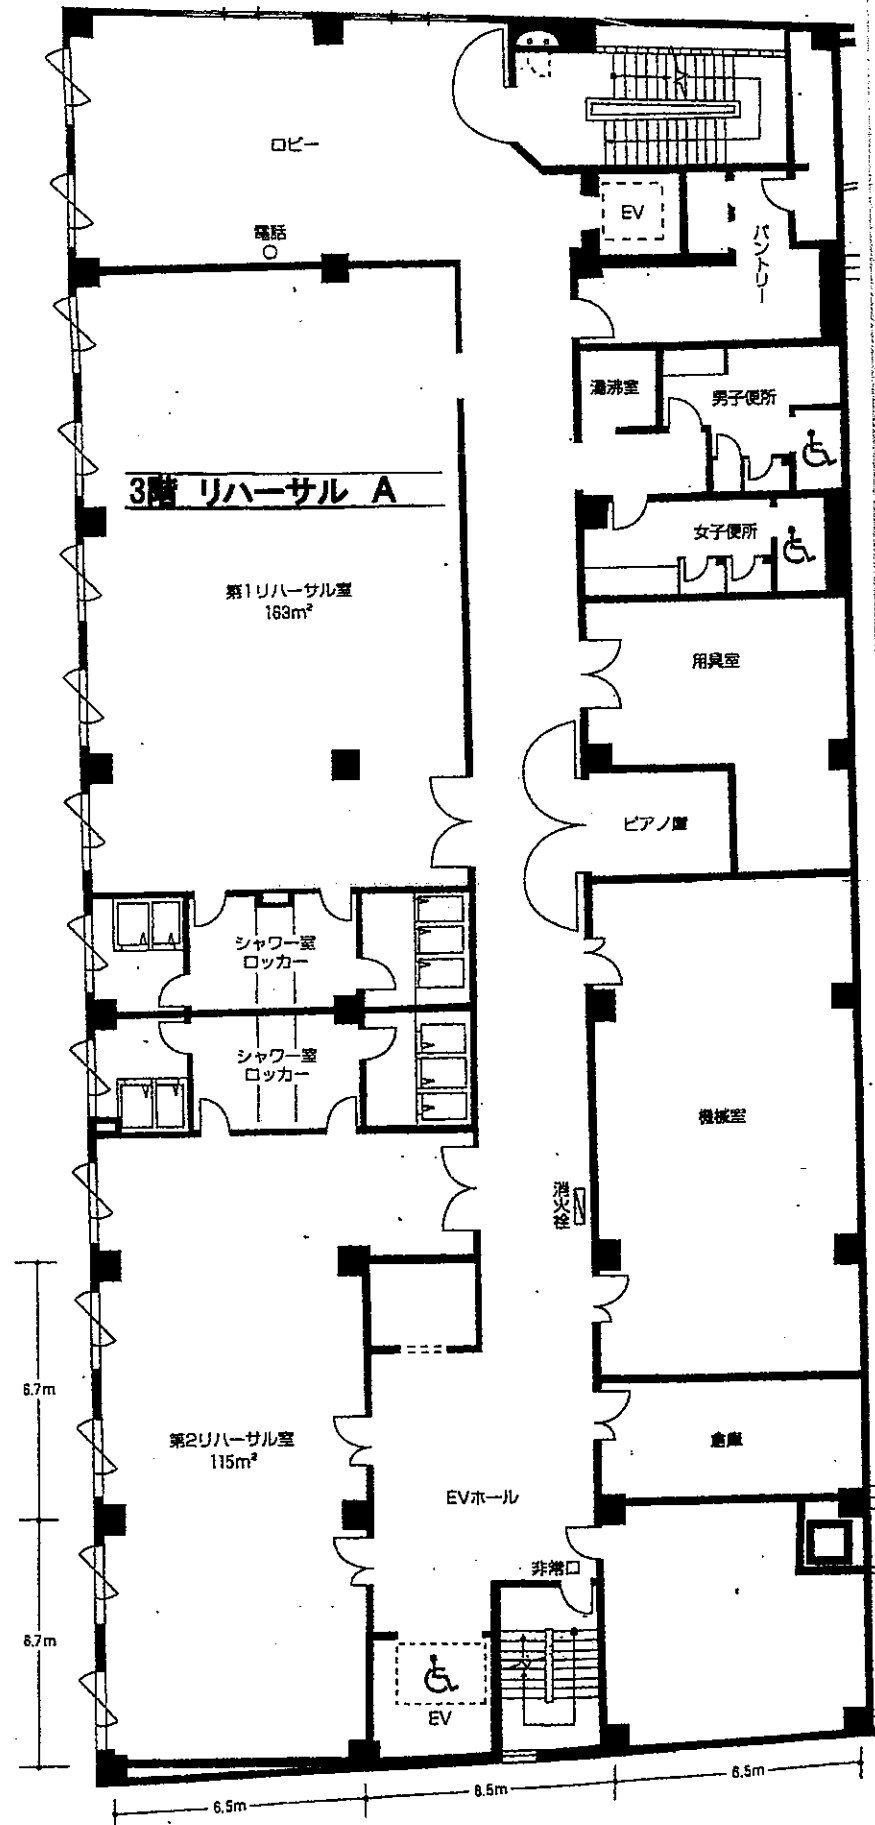 ロビー
電話
EV
パントリー
湯沸室
男子便所
3階 リハーサル A
女子便所
第1リハーサル室
163m²
用具室
ピアノ庫
シャワー室
ロッカー
シャワー室
ロッカー
機械室
消火栓
6.7m
第2リハーサル室
115m²
倉庫
EVホール
非常口
6.7m
EV
6.5m
6.5m
6.5m